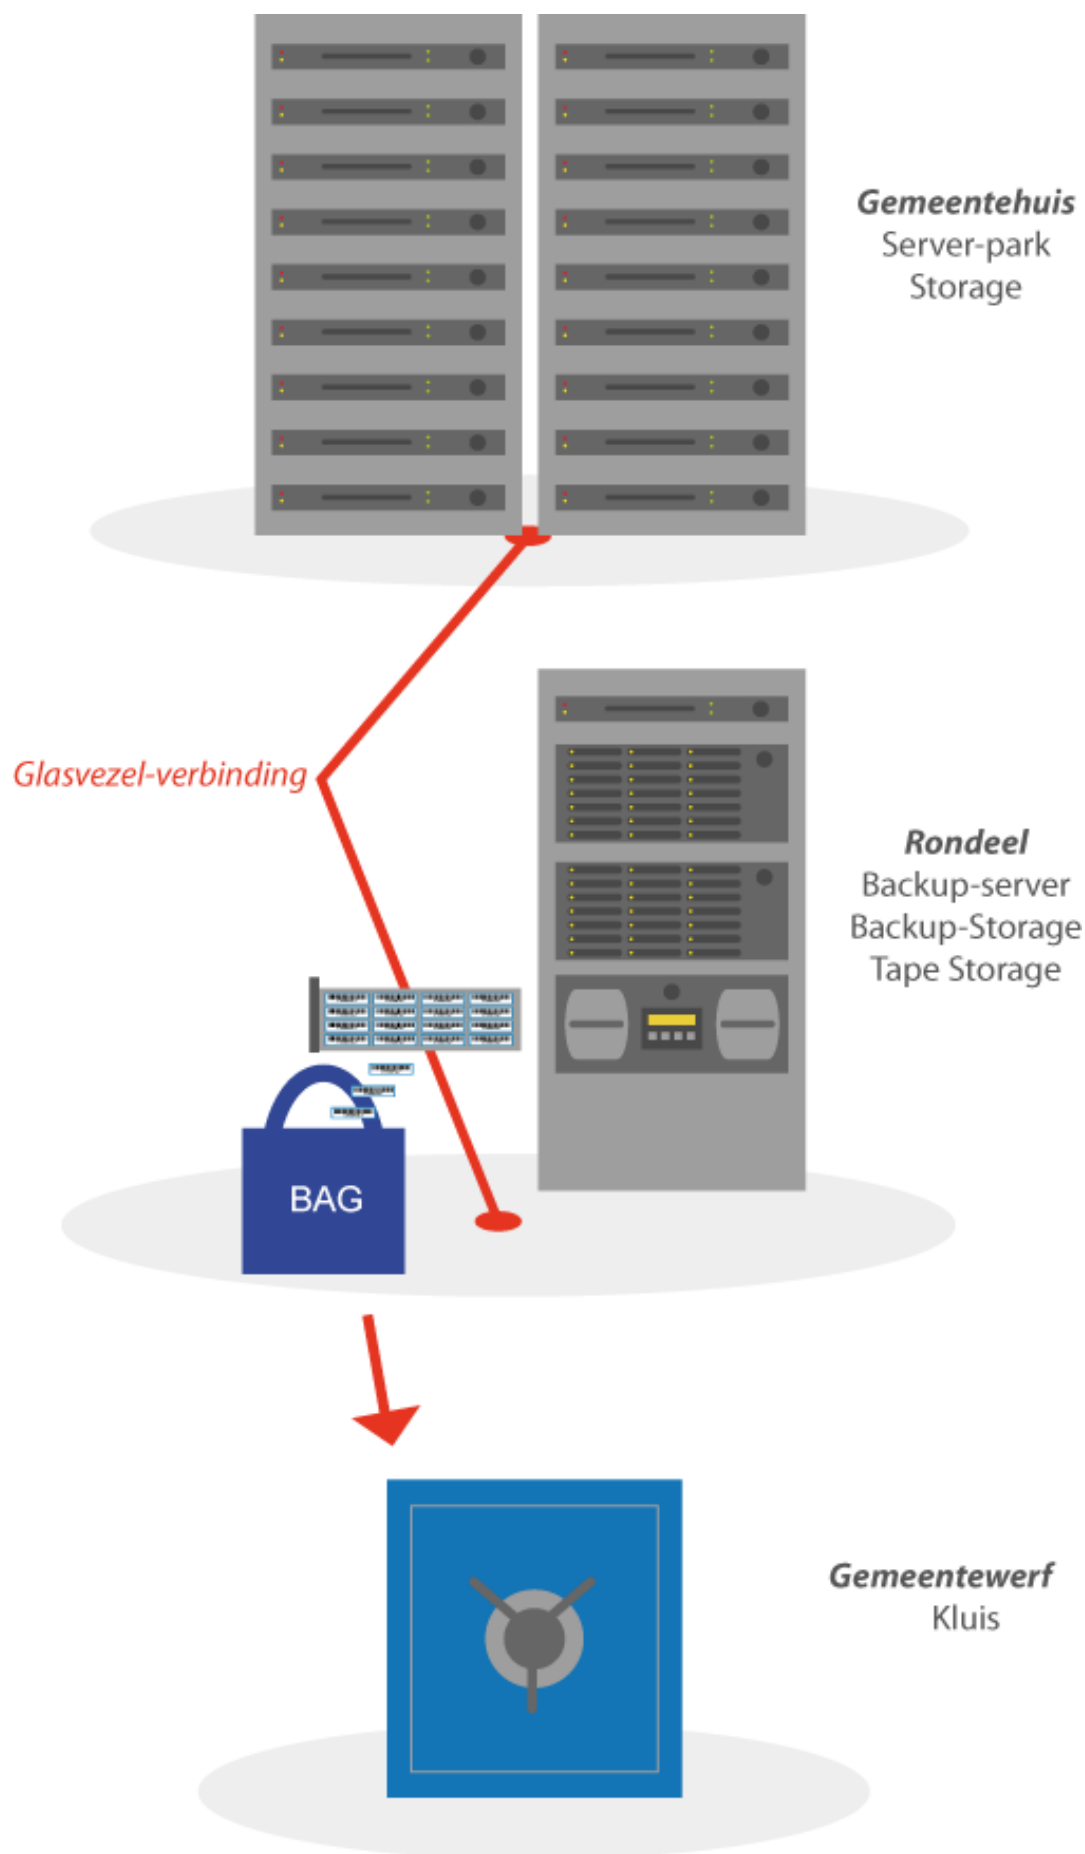 Gemeentehuis
Server-park
Storage
Glasvezel-verbinding
Rondeel
Backup-server
Backup-Storage
Tape Storage
BAG
Gemeentewerf
Kluis